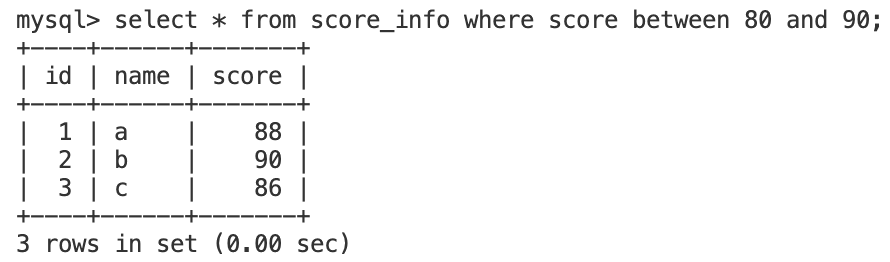 mysql> select * from score_info where score between 80 and 90;
+----+------+-------+
| id | name | score |
+----+------+-------+
|  1 | a    |    88 |
|  2 | b    |    90 |
|  3 | c    |    86 |
+----+------+-------+
3 rows in set (0.00 sec)